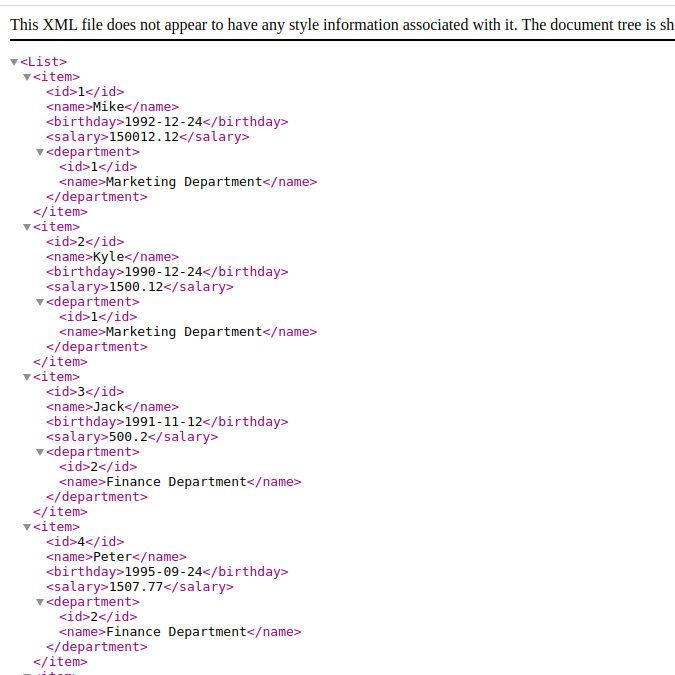 This XML file does not appear to have any style information associated with it. The document tree is sh
<List>
<item>
<id>1</id>
<name>Mike</name>
<birthday>1992-12-24</birthday>
<salary>150012.12</salary>
<department>
<id>1</id>
<name>Marketing Department</name>
</department>
</item>
<item>
<id>2</id>
<name>Kyle</name>
<birthday>1990-12-24</birthday>
<salary>1500.12</salary>
<department>
<id>1</id>
<name>Marketing Department</name>
</department>
</item>
<item>
<id>3</id>
<name>Jack</name>
<birthday>1991-11-12</birthday>
<salary>500.2</salary>
<department>
<id>2</id>
<name>Finance Department</name>
</department>
</item>
<item>
<id>4</id>
<name>Peter</name>
<birthday>1995-09-24</birthday>
<salary>1507.77</salary>
<department>
<id>2</id>
<name>Finance Department</name>
</department>
</item>